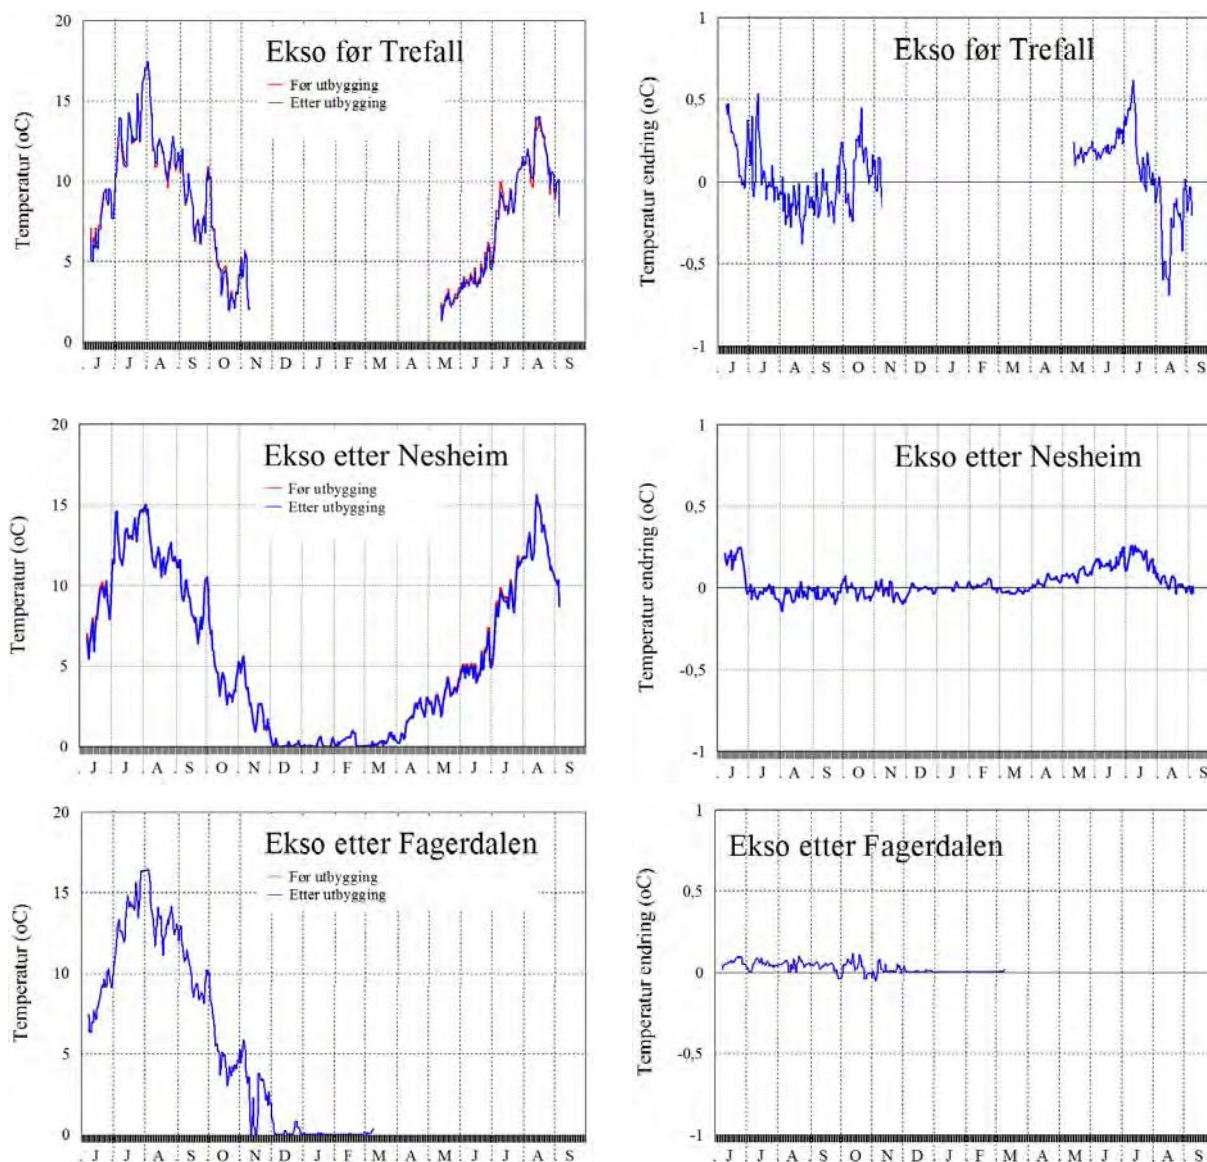 Ekso før Trefall
Før utbygging
Etter utbygging
Temperatur (oC)
20
15
10
5
0
J J A S O N D J F M A M J J A S
Ekso før Trefall
Temperatur endring (oC)
1
0,5
0
-0,5
-1
J J A S O N D J F M A M J J A S
Ekso etter Nesheim
Før utbygging
Etter utbygging
Temperatur (oC)
20
15
10
5
0
J J A S O N D J F M A M J J A S
Ekso etter Nesheim
Temperatur endring (oC)
1
0,5
0
-0,5
-1
J J A S O N D J F M A M J J A S
Ekso etter Fagerdalen
Før utbygging
Etter utbygging
Temperatur (oC)
20
15
10
5
0
J J A S O N D J F M A M J J A S
Ekso etter Fagerdalen
Temperatur endring (oC)
1
0,5
0
-0,5
-1
J J A S O N D J F M A M J J A S